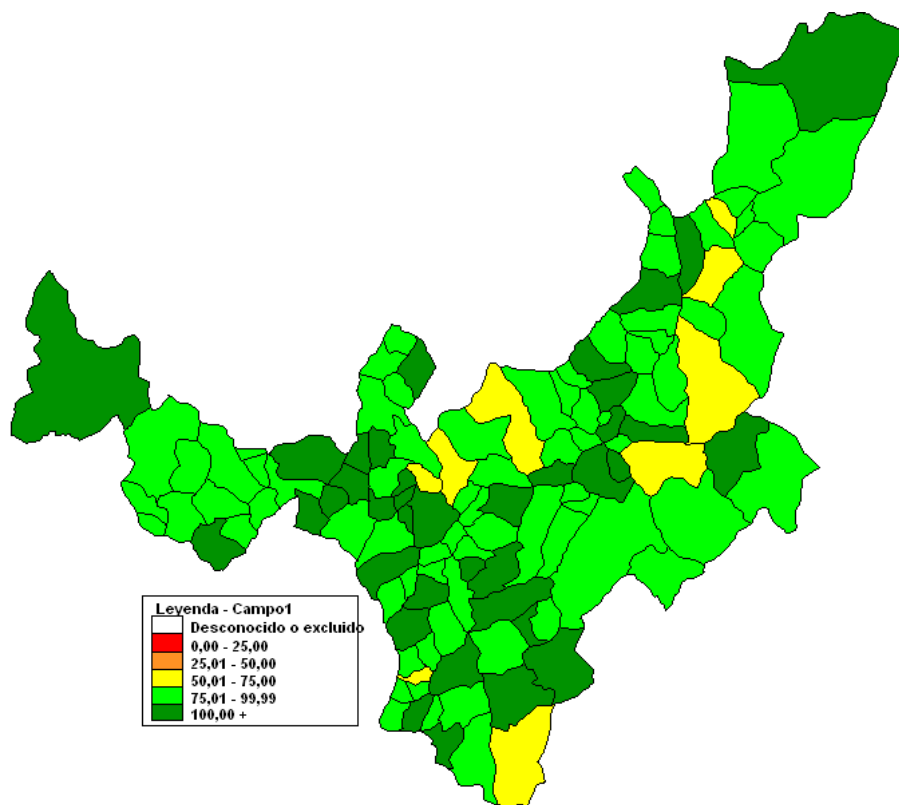 Leyenda - Campo1
Desconocido o excluido
0,00 - 25,00
25,01 - 50,00
50,01 - 75,00
75,01 - 99,99
100,00 +